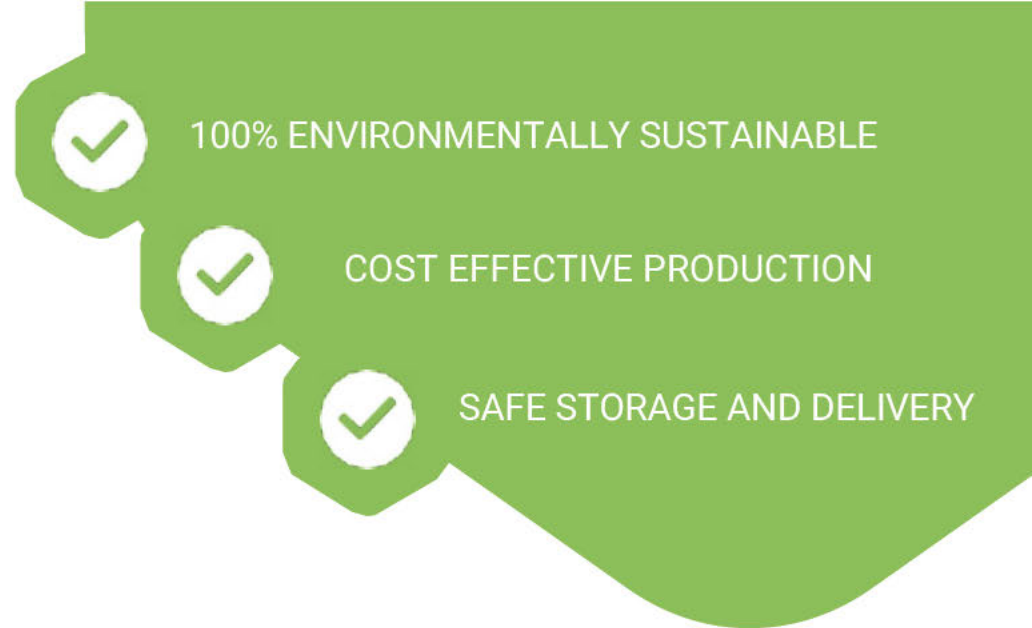 100% ENVIRONMENTALLY SUSTAINABLE
COST EFFECTIVE PRODUCTION
SAFE STORAGE AND DELIVERY